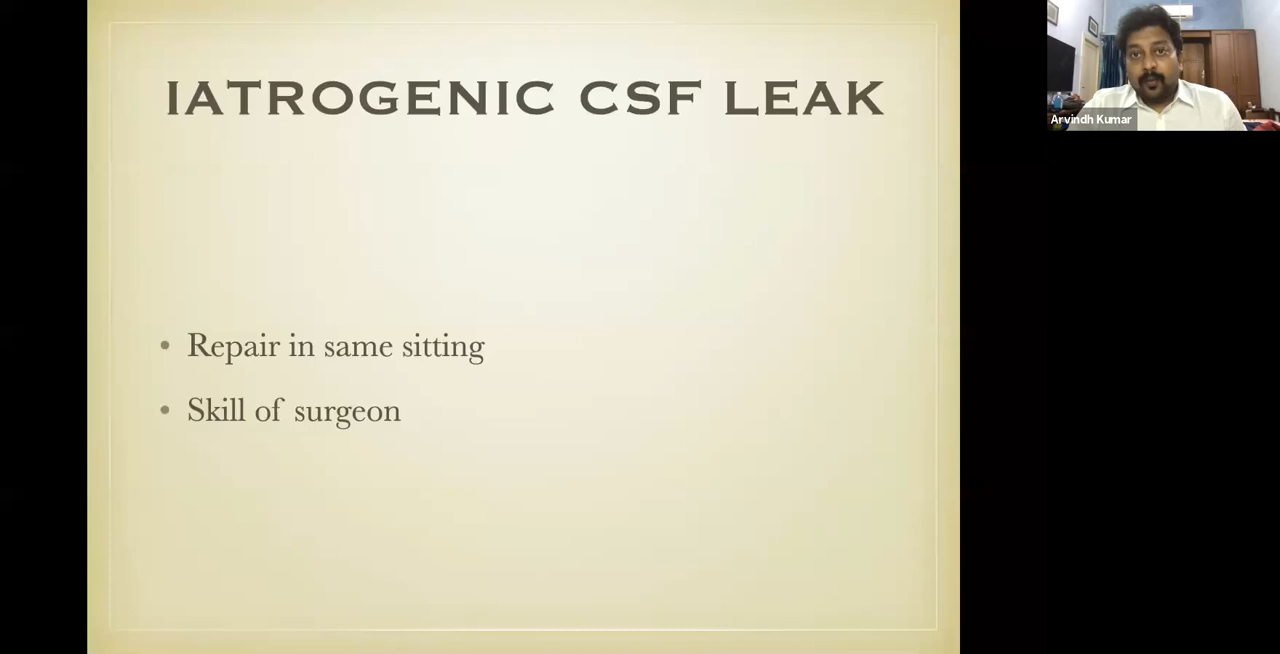 IATROGENIC CSF LEAK
• Repair in same sitting
• Skill of surgeon
Arvindh Kumar